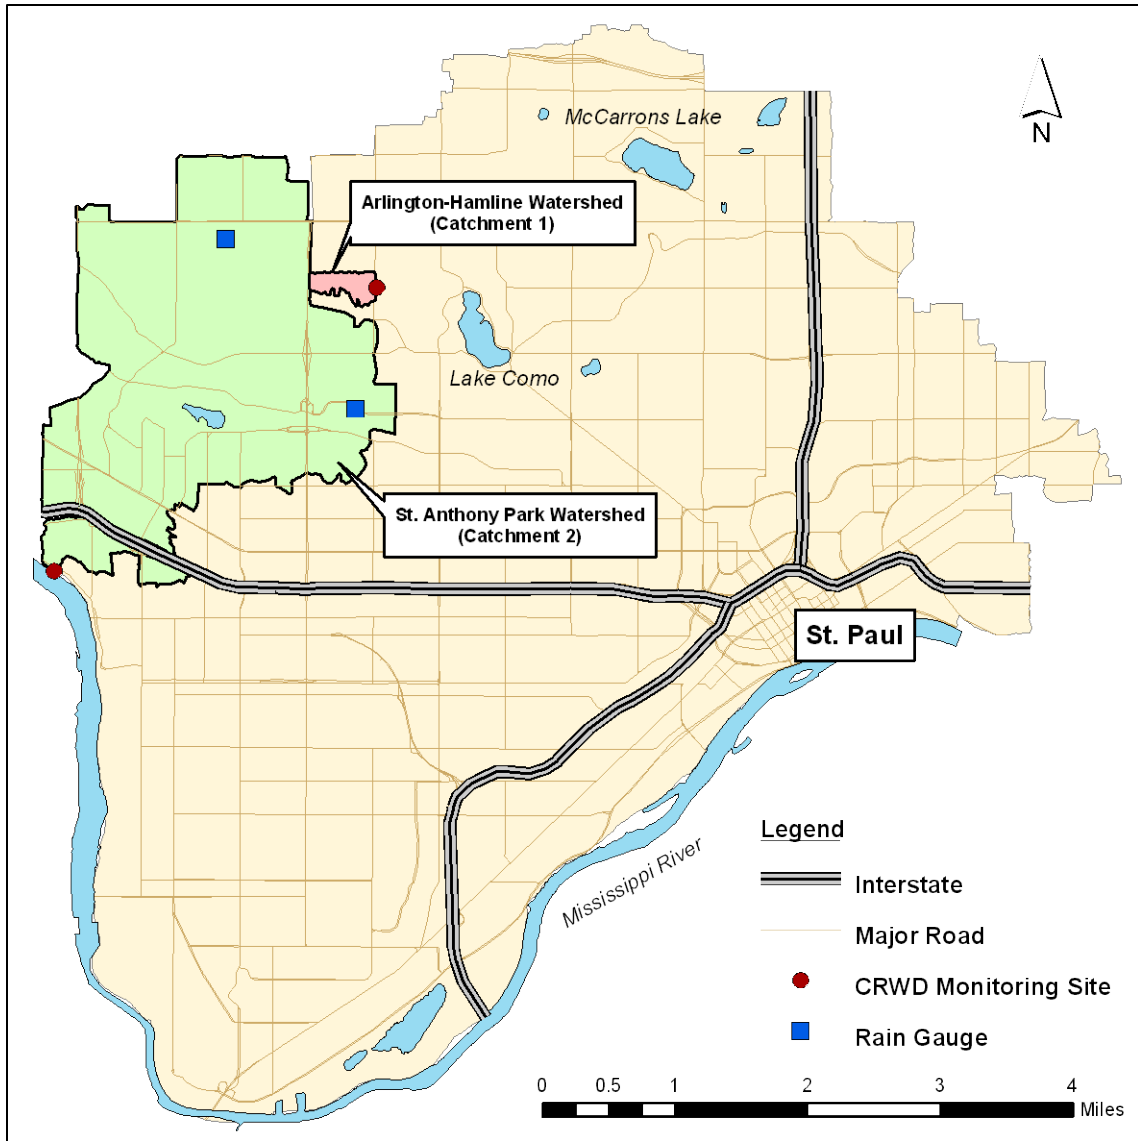 McCarrons Lake
N
Arlington-Hamline Watershed
(Catchment 1)
Lake Como
St. Anthony Park Watershed
(Catchment 2)
St. Paul
Mississippi River
Legend
Interstate
Major Road
CRWD Monitoring Site
Rain Gauge
0 0.5 1 2 3 4
Miles